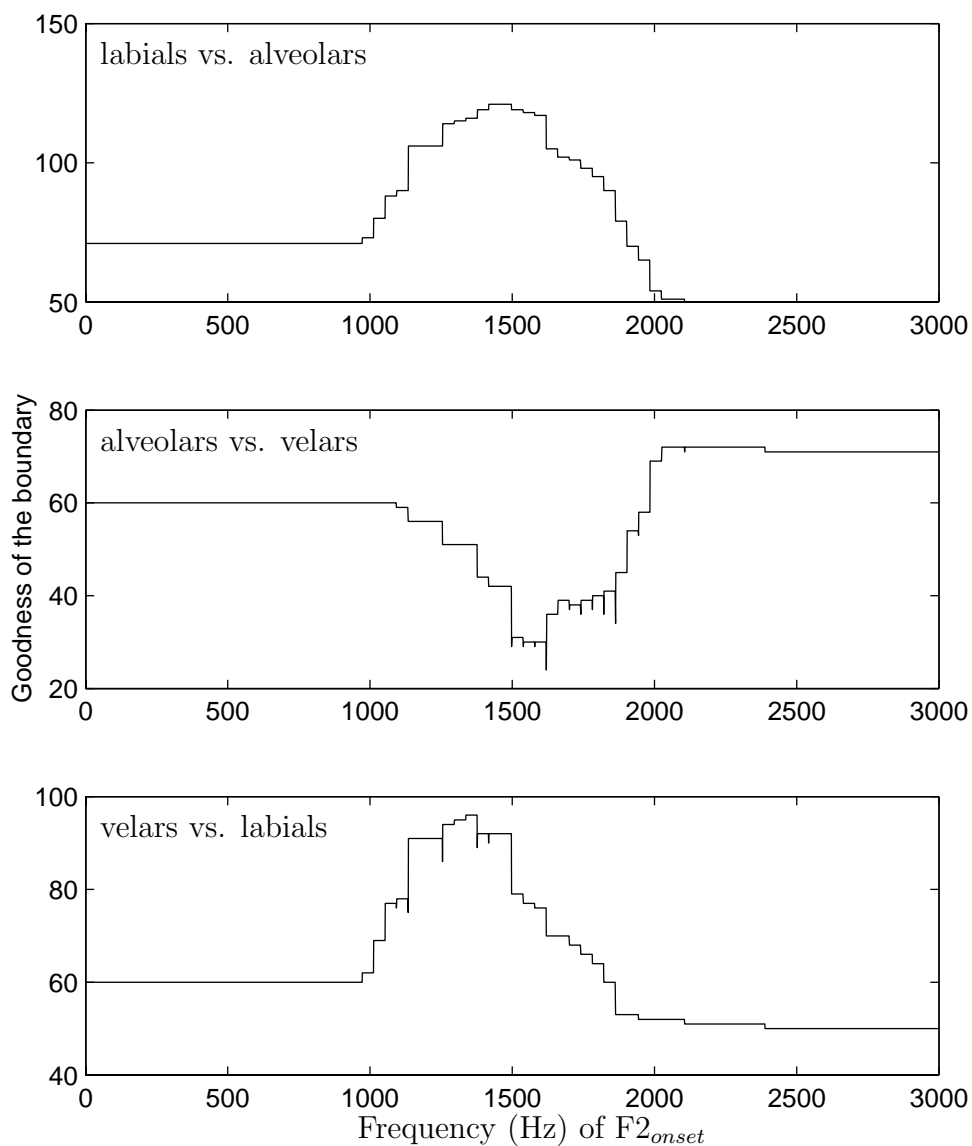 150
labials vs. alveolars
100
50
0 500 1000 1500 2000 2500 3000
Goodness of the boundary
80
alveolars vs. velars
60
40
20
0 500 1000 1500 2000 2500 3000
100
velars vs. labials
80
60
40
0 500 1000 1500 2000 2500 3000
Frequency (Hz) of F2onset